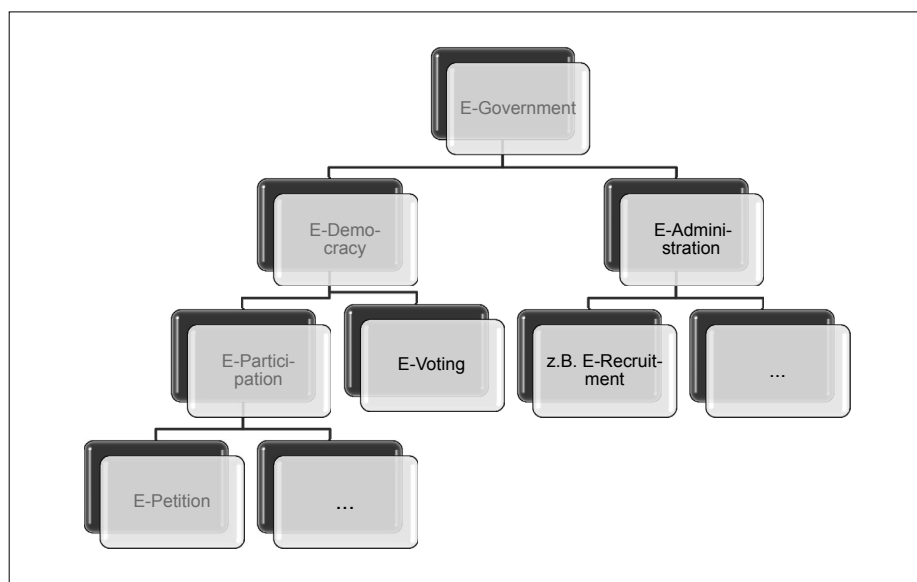 E-Government
E-Demo-
cracy
E-Admini-
stration
E-Partici-
pation
E-Voting
z.B. E-Recruit-
ment
...
E-Petition
...